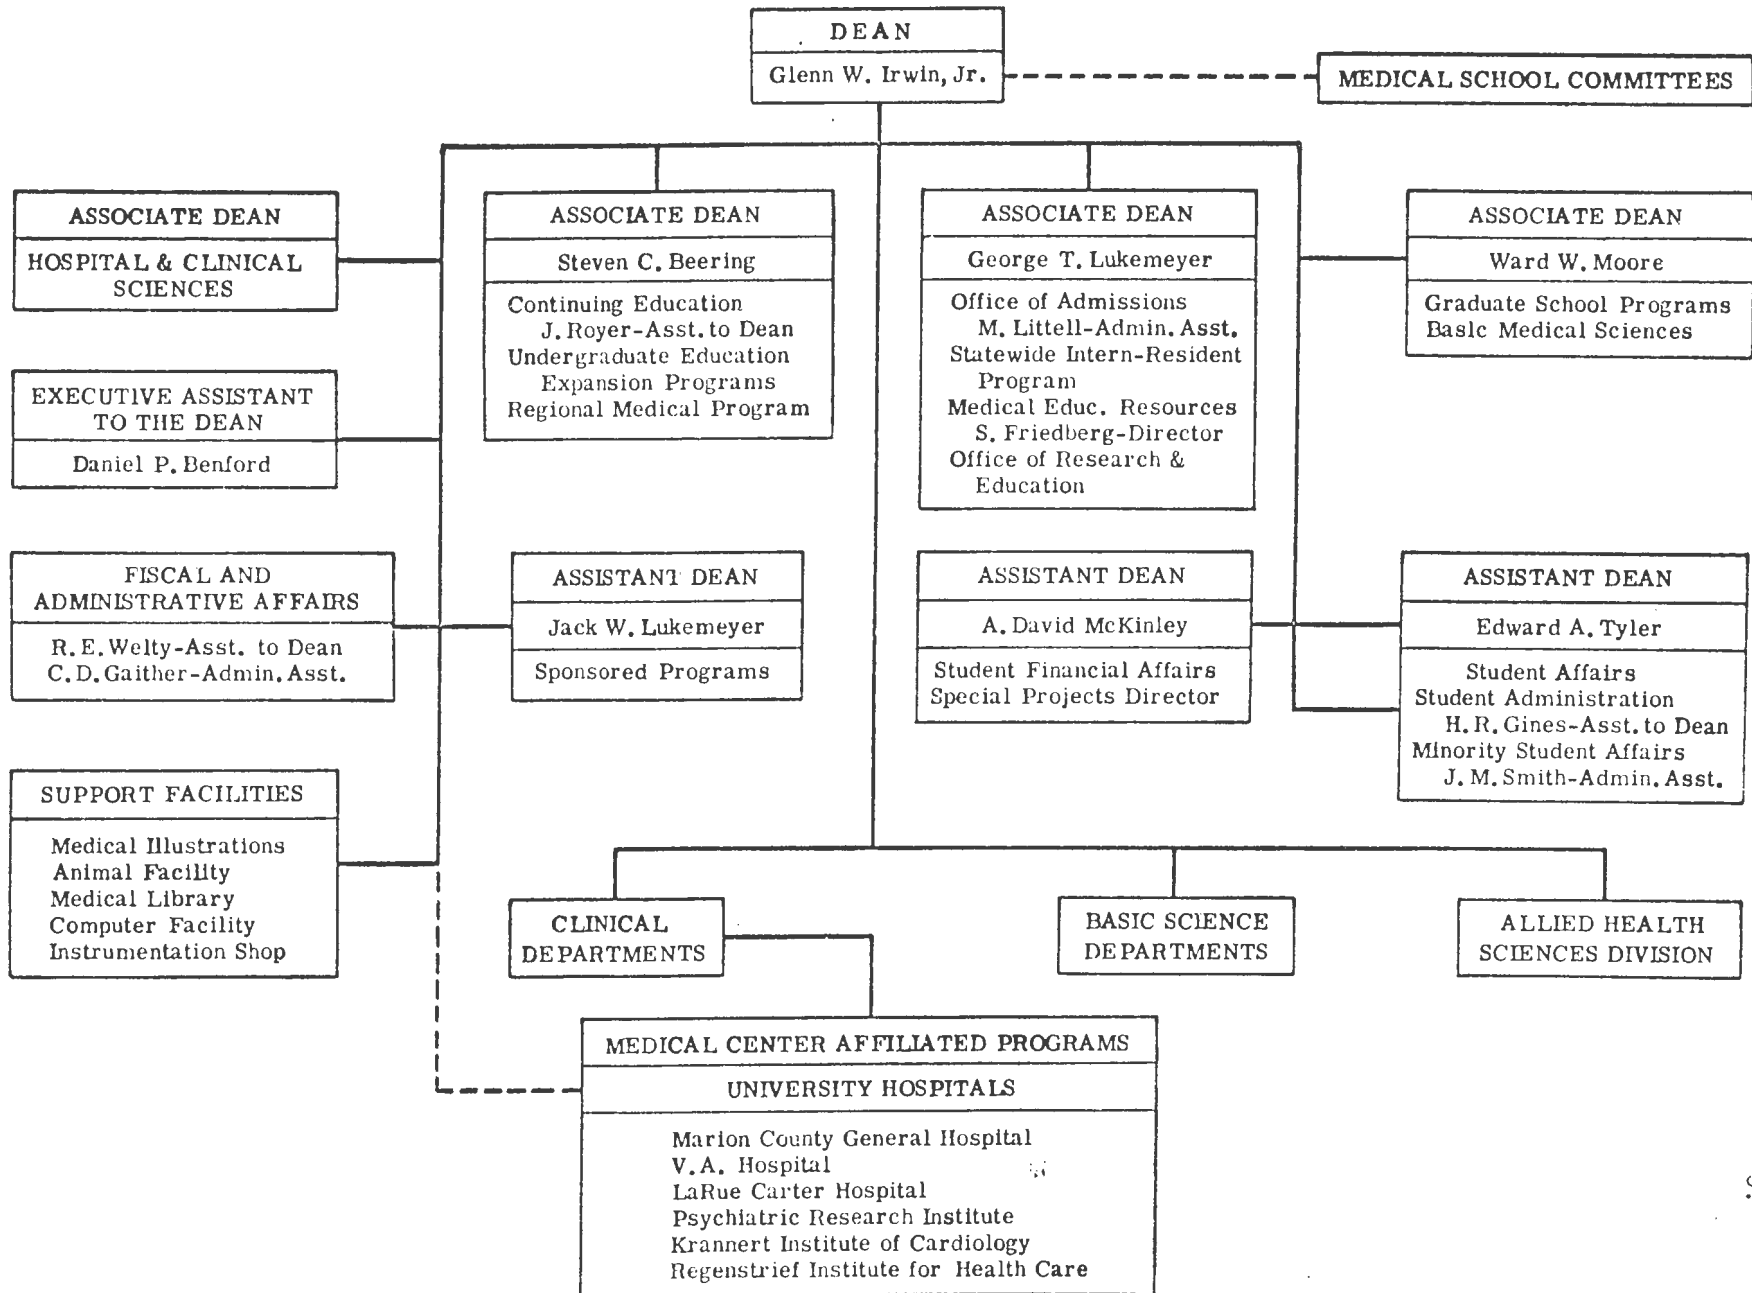 DEAN
Glenn W. Irwin, Jr.
MEDICAL SCHOOL COMMITTEES
ASSOCIATE DEAN
HOSPITAL & CLINICAL
SCIENCES
ASSOCIATE DEAN
Steven C. Beering
Continuing Education
J. Royer-Asst. to Dean
Undergraduate Education
Expansion Programs
Regional Medical Program
ASSOCIATE DEAN
George T. Lukemeyer
Office of Admissions
M. Littell-Admin. Asst.
Statewide Intern-Resident
Program
Medical Educ. Resources
S. Friedberg-Director
Office of Research &
Education
ASSOCIATE DEAN
Ward W. Moore
Graduate School Programs
Basic Medical Sciences
EXECUTIVE ASSISTANT
TO THE DEAN
Daniel P. Benford
FISCAL AND
ADMINISTRATIVE AFFAIRS
R. E. Welty-Asst. to Dean
C. D. Gaither-Admin. Asst.
ASSISTANT DEAN
Jack W. Lukemeyer
Sponsored Programs
ASSISTANT DEAN
A. David McKinley
Student Financial Affairs
Special Projects Director
ASSISTANT DEAN
Edward A. Tyler
Student Affairs
Student Administration
H. R. Gines-Asst. to Dean
Minority Student Affairs
J. M. Smith-Admin. Asst.
SUPPORT FACILITIES
Medical Illustrations
Animal Facility
Medical Library
Computer Facility
Instrumentation Shop
CLINICAL
DEPARTMENTS
BASIC SCIENCE
DEPARTMENTS
ALLIED HEALTH
SCIENCES DIVISION
MEDICAL CENTER AFFILIATED PROGRAMS
UNIVERSITY HOSPITALS
Marion County General Hospital
V. A. Hospital
LaRue Carter Hospital
Psychiatric Research Institute
Krannert Institute of Cardiology
Regenstrief Institute for Health Care